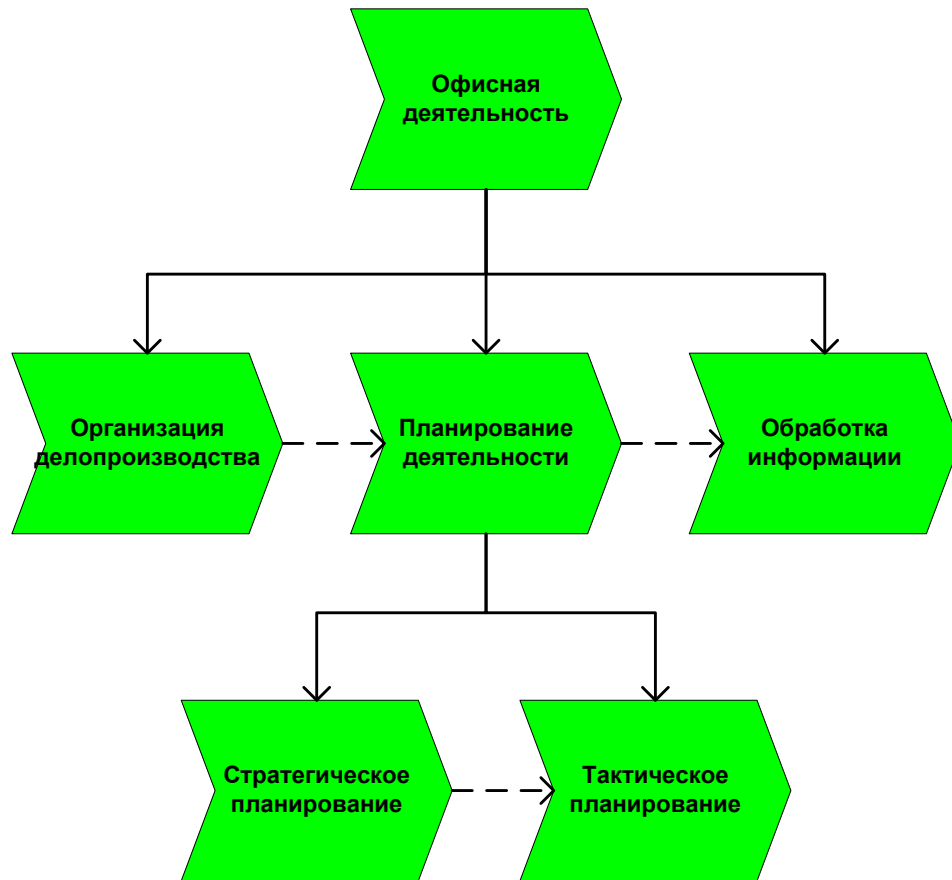 Офисная
деятельность
Организация
делопроизводства
Планирование
деятельности
Обработка
информации
Стратегическое
планирование
Тактическое
планирование